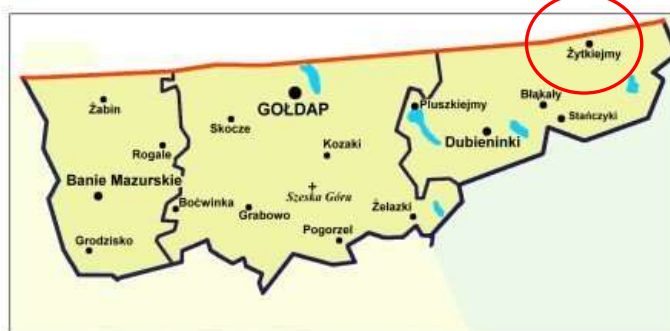 Żytkiejmy
Żabin
GOŁDAP
Pluszkiejmy
Błąkały
Skocze
Stańczyki
Dubieninki
Rogale
Kozaki
Banie Mazurskie
Szeska Góra
Boćwinka
Grabowo
Żelazki
Pogorzel
Grodzisko